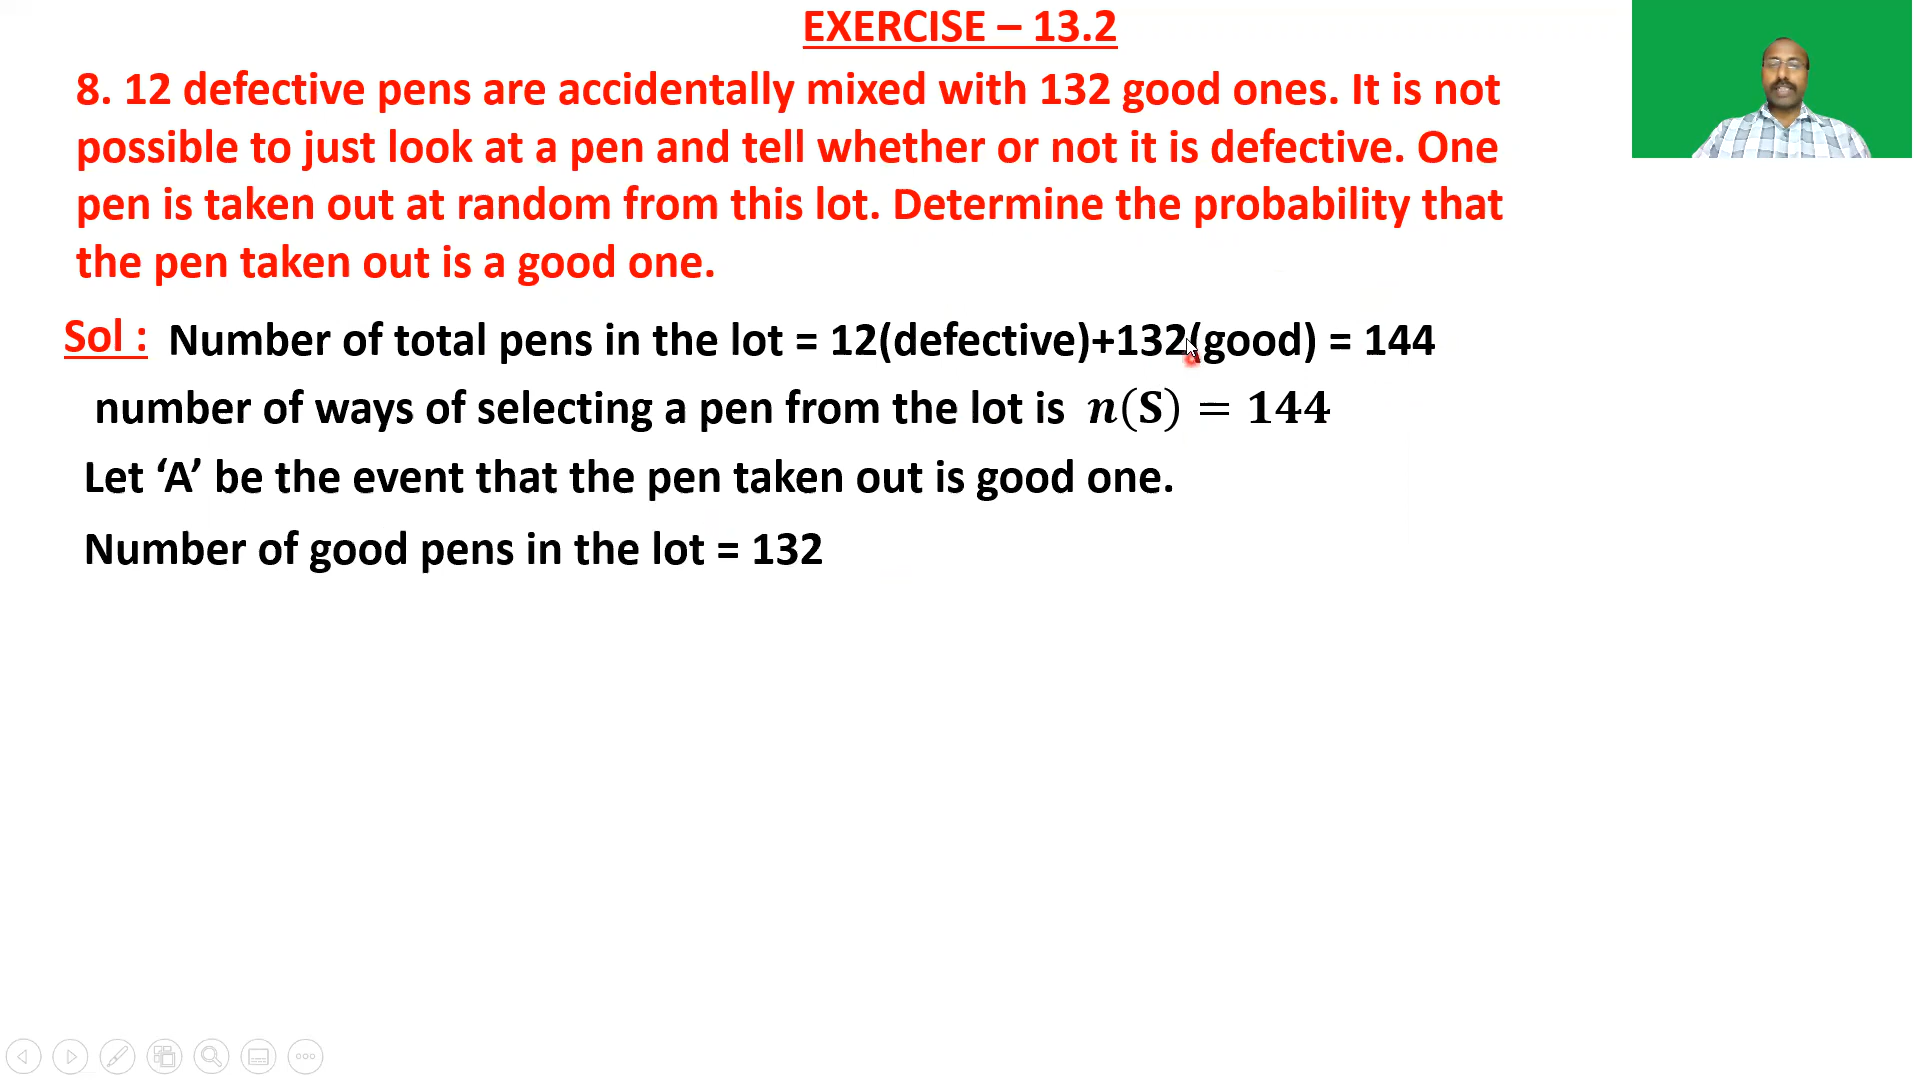 EXERCISE – 13.2
8. 12 defective pens are accidentally mixed with 132 good ones. It is not
possible to just look at a pen and tell whether or not it is defective. One
pen is taken out at random from this lot. Determine the probability that
the pen taken out is a good one.
Sol : Number of total pens in the lot = 12(defective)+132(good) = 144
number of ways of selecting a pen from the lot is n(S) = 144
Let ‘A’ be the event that the pen taken out is good one.
Number of good pens in the lot = 132